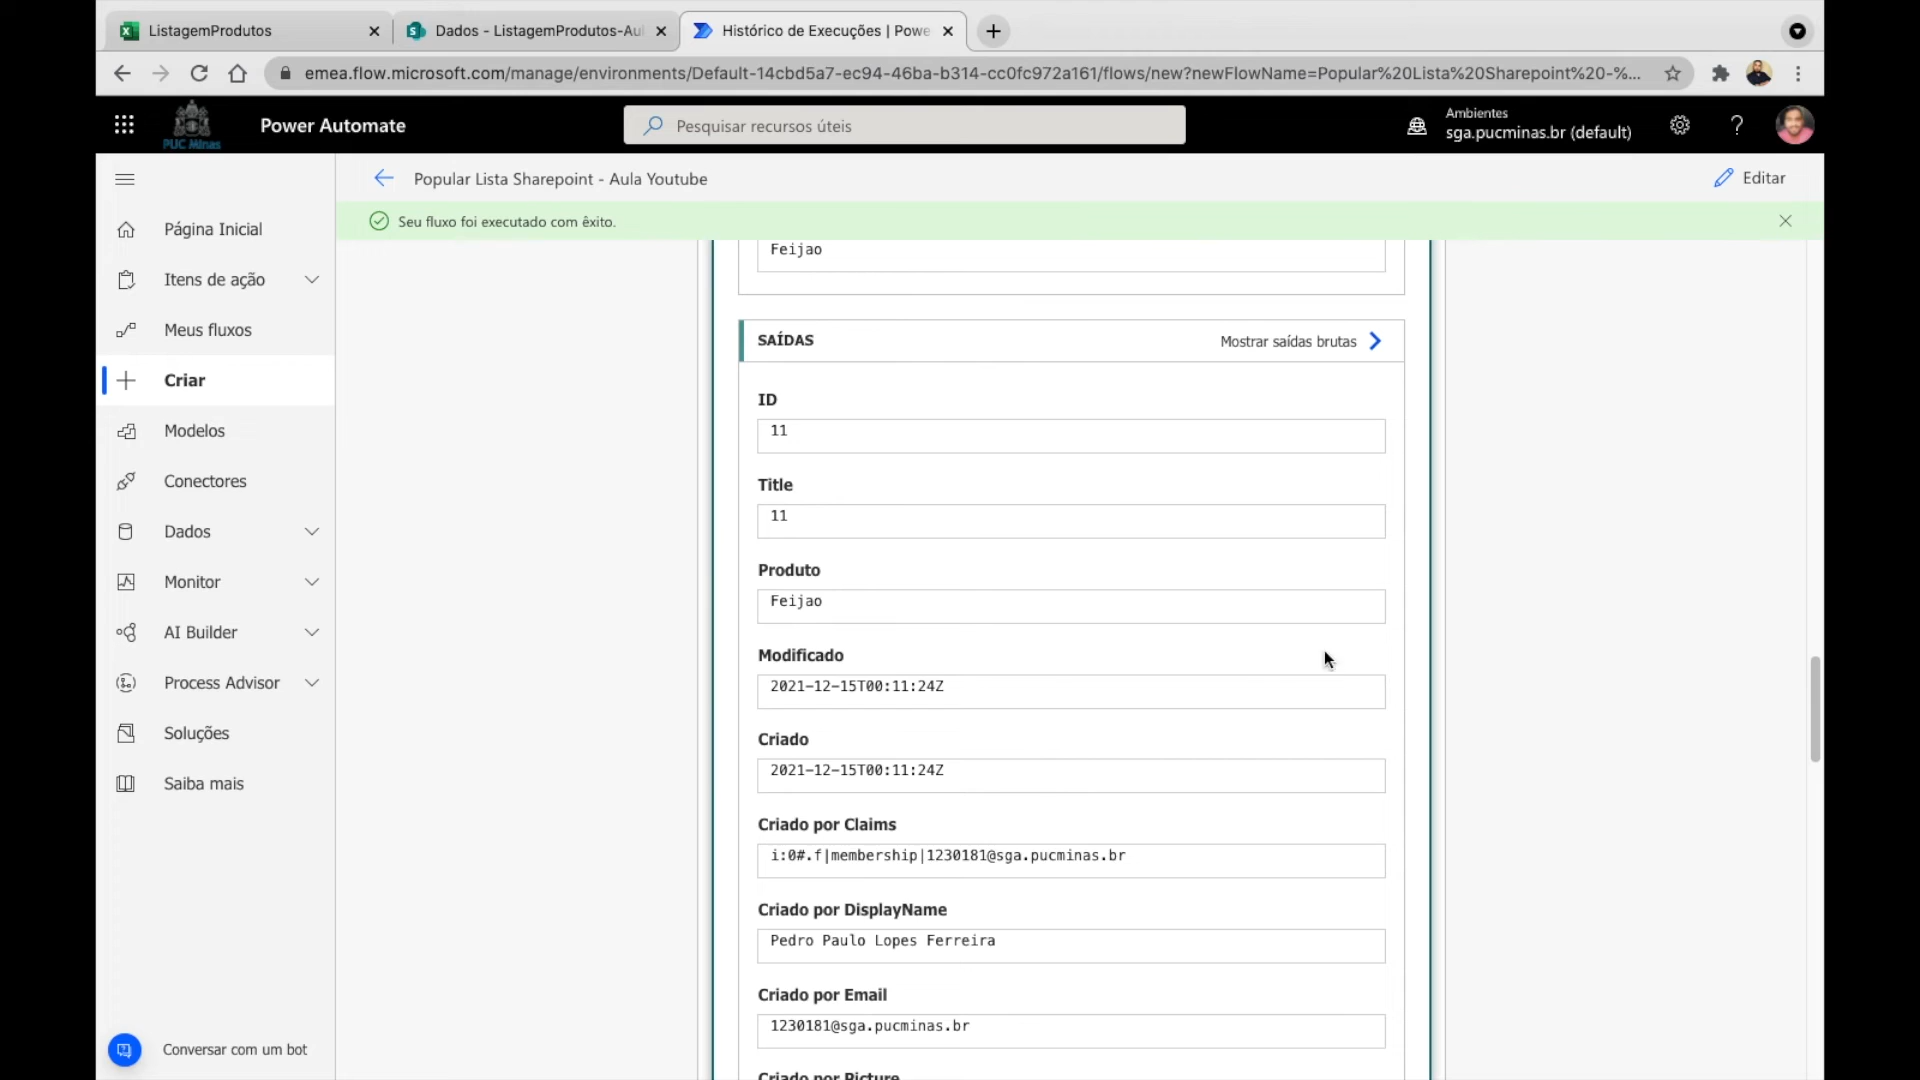 ListagemProdutos
Dados - ListagemProdutos-Aul
Histórico de Execuções | Powe
emea.flow.microsoft.com/manage/environments/Default-14cbd5a7-ec94-46ba-b314-cc0fc972a161/flows/new?newFlowName=Popular%20Lista%20Sharepoint%20-%...
PUC Minas
Power Automate
Pesquisar recursos úteis
Ambientes
sga.pucminas.br (default)
Popular Lista Sharepoint - Aula Youtube
Editar
Seu fluxo foi executado com êxito.
Página Inicial
Itens de ação
Meus fluxos
Criar
Modelos
Conectores
Dados
Monitor
AI Builder
Process Advisor
Soluções
Saiba mais
Conversar com um bot
Feijao
SAÍDAS
Mostrar saídas brutas
ID
11
Title
11
Produto
Feijao
Modificado
2021-12-15T00:11:24Z
Criado
2021-12-15T00:11:24Z
Criado por Claims
i:0#.f|membership|1230181@sga.pucminas.br
Criado por DisplayName
Pedro Paulo Lopes Ferreira
Criado por Email
1230181@sga.pucminas.br
Criado por Picture